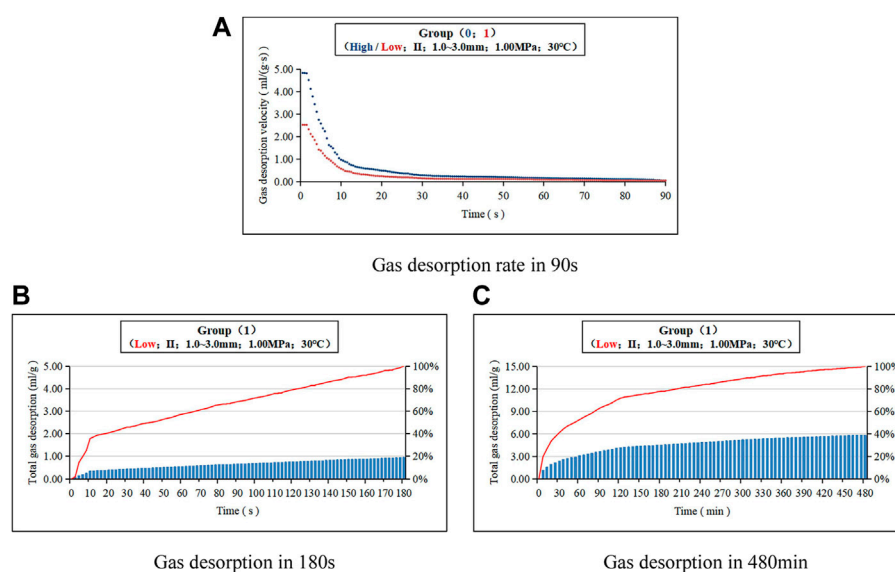 A
Group（0；1）
（High / Low；II；1.0~3.0mm；1.00MPa；30℃）
Gas desorption velocity ( ml/(g·s) )
5.00
4.00
3.00
2.00
1.00
0.00
0 10 20 30 40 50 60 70 80 90
Time ( s )
Gas desorption rate in 90s
B
Group（1）
（Low；II；1.0~3.0mm；1.00MPa；30℃）
Total gas desorption (ml/g)
5.00
4.00
3.00
2.00
1.00
0.00
100%
80%
60%
40%
20%
0%
0 10 20 30 40 50 60 70 80 90 100 110 120 130 140 150 160 170 180
Time ( s )
Gas desorption in 180s
C
Group（1）
（Low；II；1.0~3.0mm；1.00MPa；30℃）
Total gas desorption (ml/g)
15.00
12.00
9.00
6.00
3.00
0.00
100%
80%
60%
40%
20%
0%
0 30 60 90 120 150 180 210 240 270 300 330 360 390 420 450 480
Time ( min )
Gas desorption in 480min